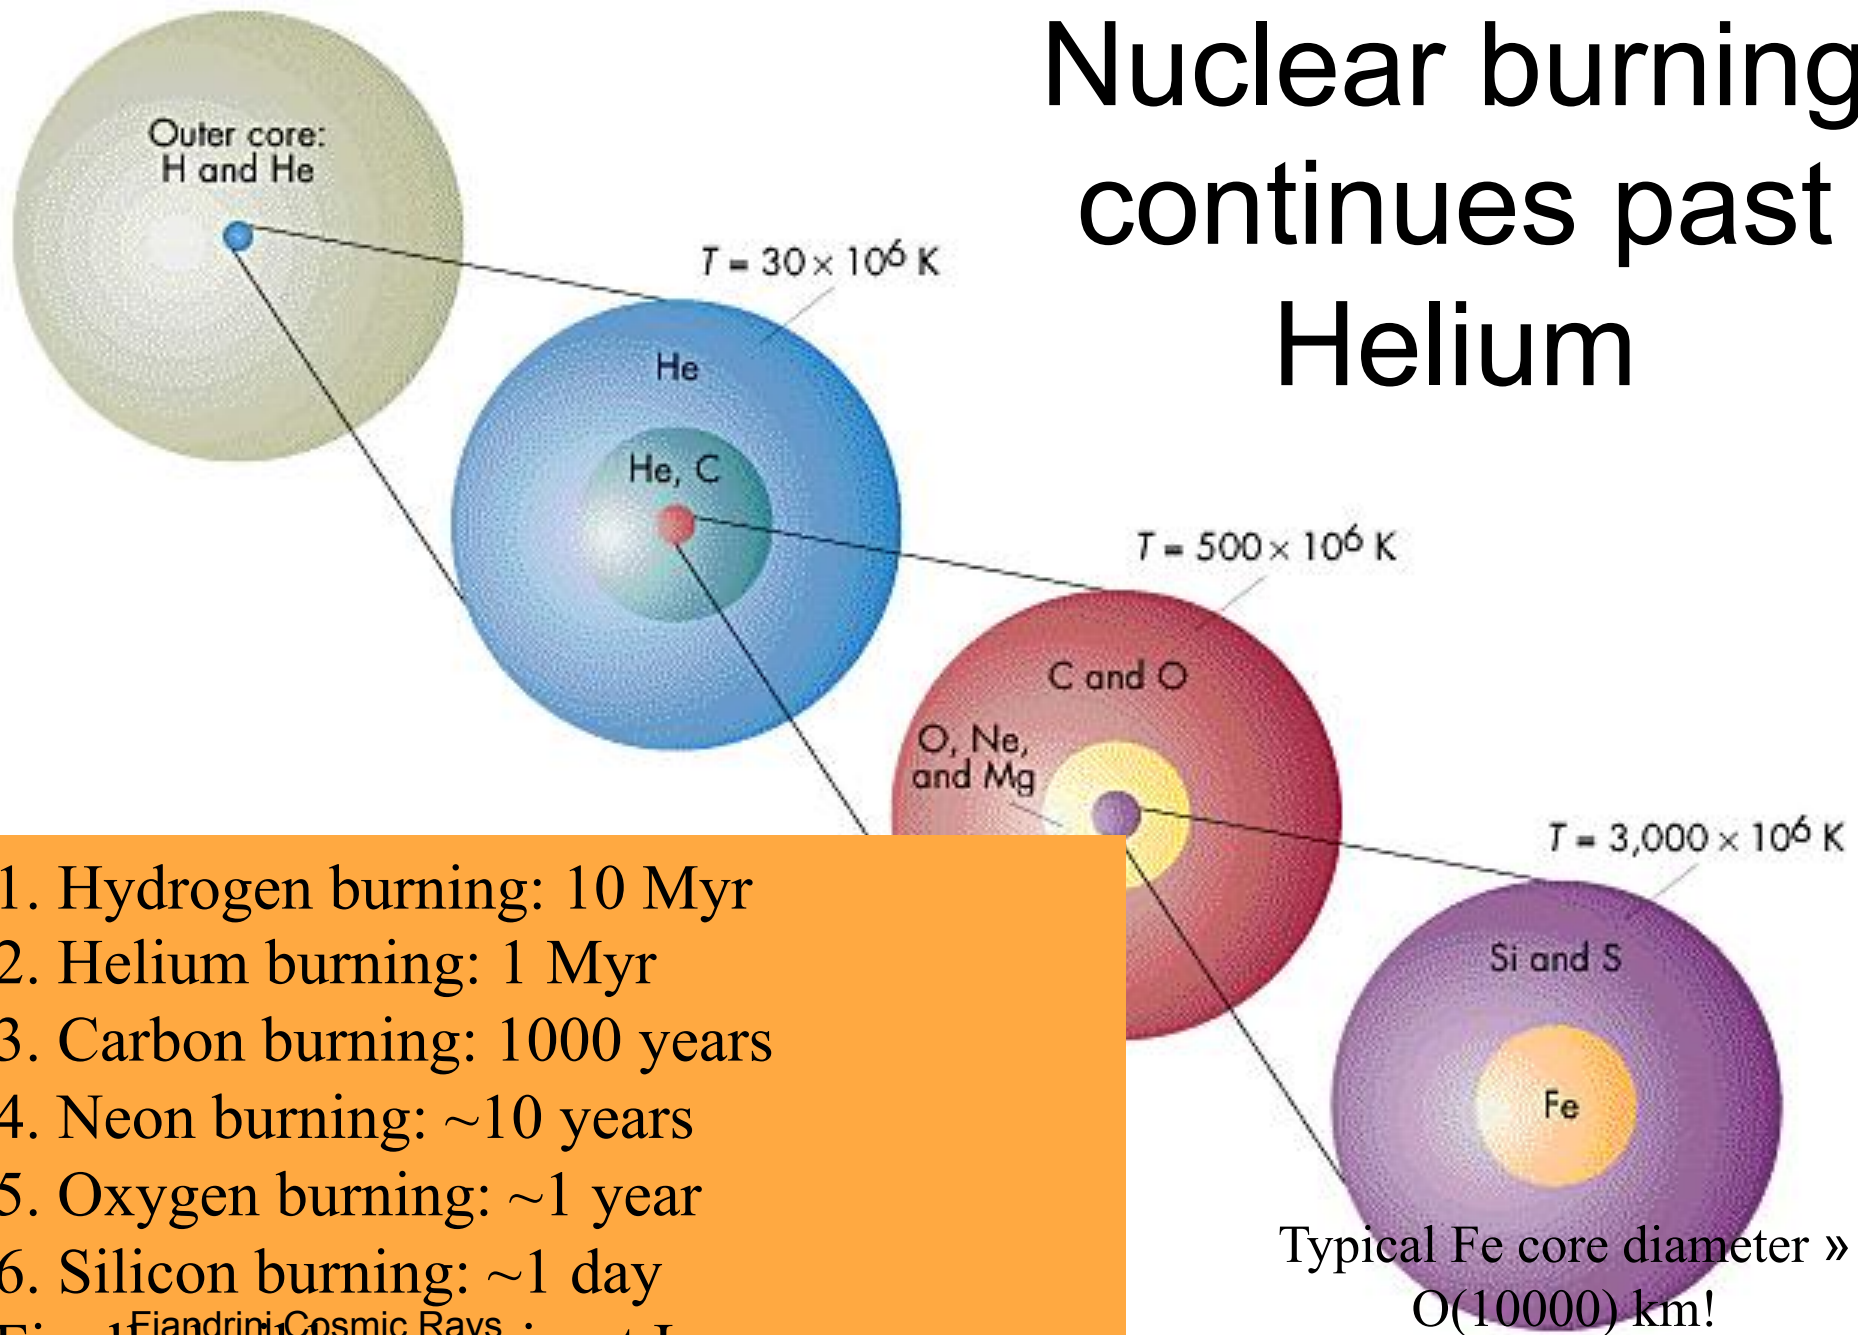 Nuclear burning
continues past
Helium
Outer core:
H and He
T = 30 × 10⁶ K
He
He, C
T = 500 × 10⁶ K
C and O
O, Ne,
and Mg
T = 3,000 × 10⁶ K
Si and S
Fe
1. Hydrogen burning: 10 Myr
2. Helium burning: 1 Myr
3. Carbon burning: 1000 years
4. Neon burning: ~10 years
5. Oxygen burning: ~1 year
6. Silicon burning: ~1 day
Fiandrini Cosmic Rays
Typical Fe core diameter »
O(10000) km!